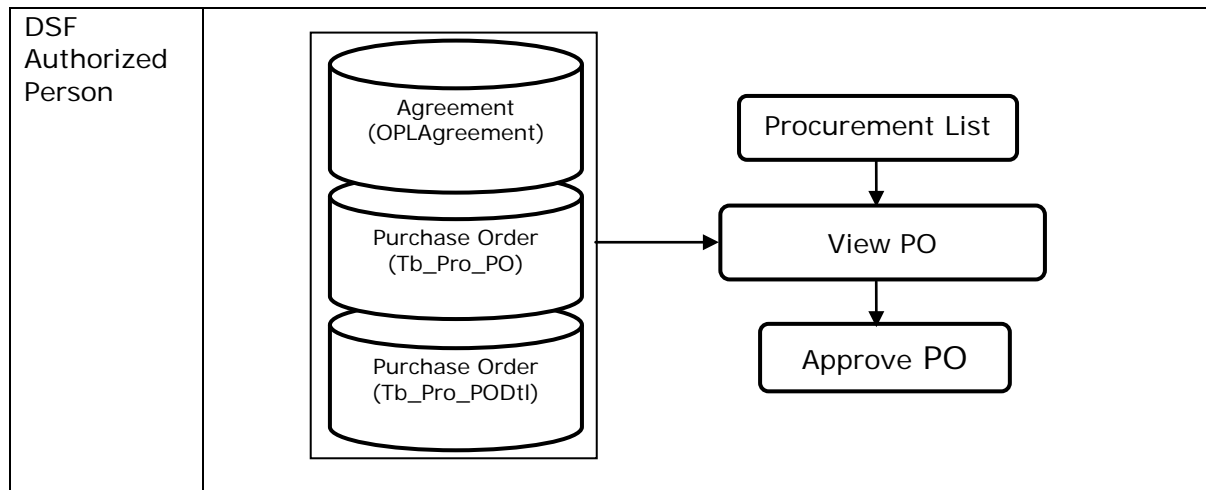 DSF
Authorized
Person
Agreement
(OPLAgreement)
Purchase Order
(Tb_Pro_PO)
Purchase Order
(Tb_Pro_PODtl)
Procurement List
View PO
Approve PO